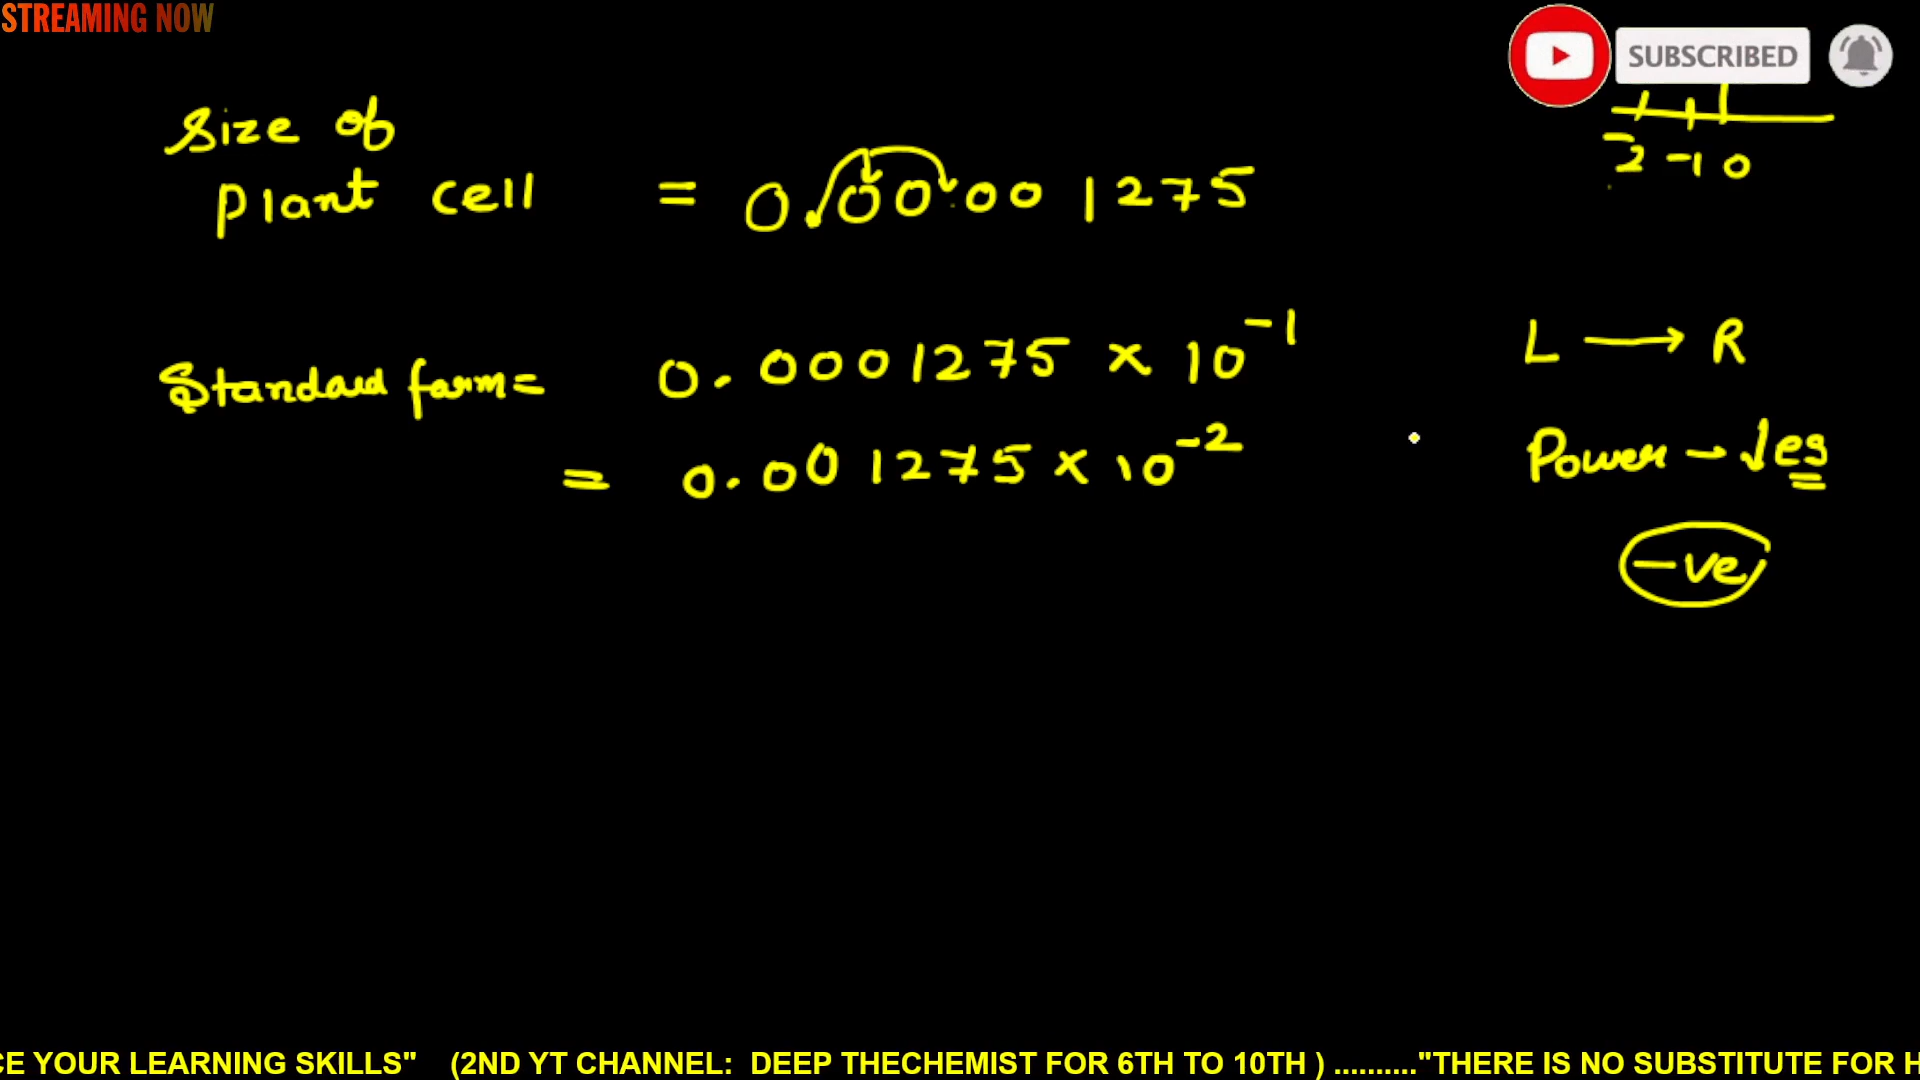 STREAMING NOW
SUBSCRIBED
Size of
plant cell = 0.00001275
-2 -1 0
Standard form = 0.0001275 × 10⁻¹
L → R
= 0.001275 × 10⁻²
Power → ↓es
-ve
CE YOUR LEARNING SKILLS" (2ND YT CHANNEL: DEEP THECHEMIST FOR 6TH TO 10TH ) .........."THERE IS NO SUBSTITUTE FOR H